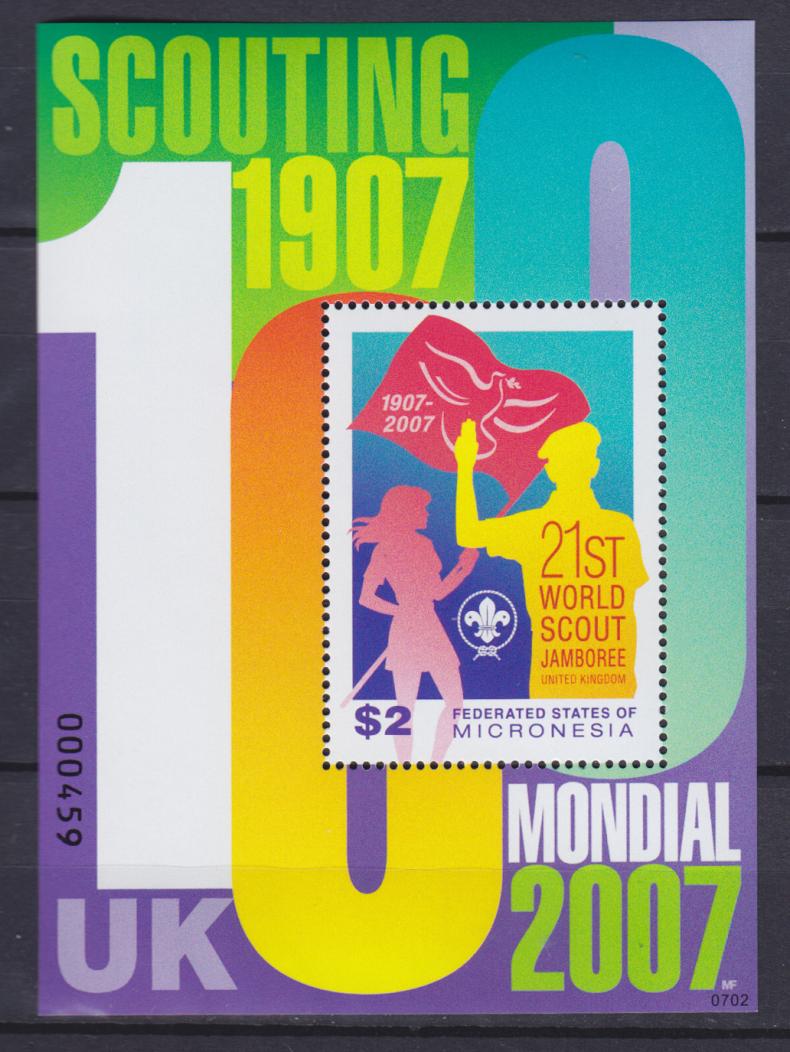 SCOUTING
1907
100
1907-
2007
21ST
WORLD
SCOUT
JAMBOREE
UNITED KINGDOM
$2
FEDERATED STATES OF
MICRONESIA
000459
MONDIAL
2007
UK
MF
0702